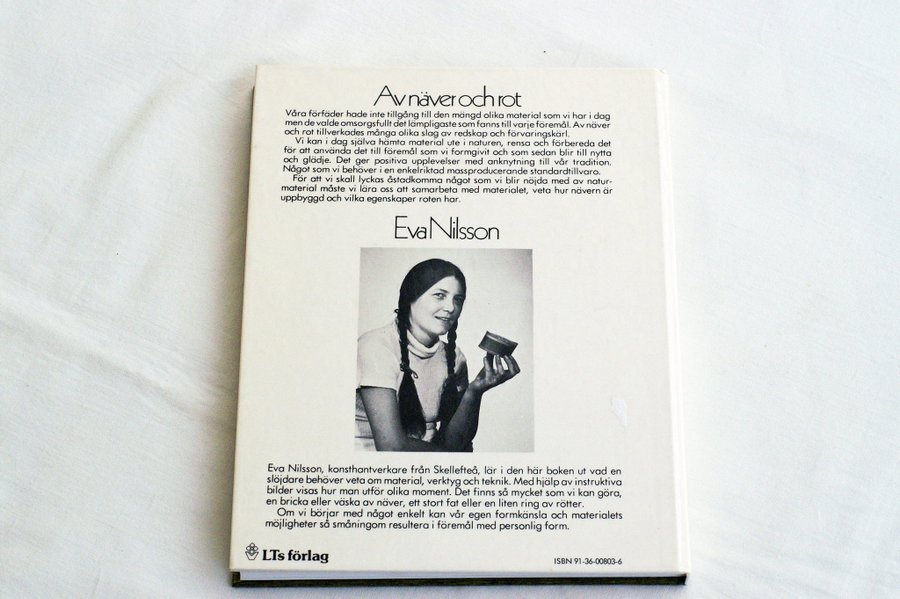 Av näver och rot
Våra förfäder hade inte tillgång till den mängd olika material som vi har i dag
men de valde omsorgsfullt det lämpligaste som fanns till varje föremål. Av näver
och rot tillverkades många olika slag av redskap och förvaringskärl.
Vi kan i dag själva hämta material ute i naturen, rensa och förbereda det
för att använda det till föremål som vi formgivit och som sedan blir till nytta
och glädje. Det ger positiva upplevelser med anknytning till vår tradition.
Något som vi behöver i en enkelriktad massproducerande standardtillvaro.
För att vi skall lyckas åstadkomma något som vi blir nöjda med av natur-
material måste vi lära oss att samarbeta med materialet, veta hur nävern är
uppbyggd och vilka egenskaper roten har.
Eva Nilsson
Eva Nilsson, konsthantverkare från Skellefteå, lär i den här boken ut vad en
slöjdare behöver veta om material, verktyg och teknik. Med hjälp av instruktiva
bilder visas hur man utför olika moment. Det finns så mycket som vi kan göra,
en bricka eller väska av näver, ett stort fat eller en liten ring av rötter.
Om vi börjar med något enkelt kan vår egen formkänsla och materialets
möjligheter så småningom resultera i föremål med personlig form.
LTs förlag
ISBN 91-36-00803-6